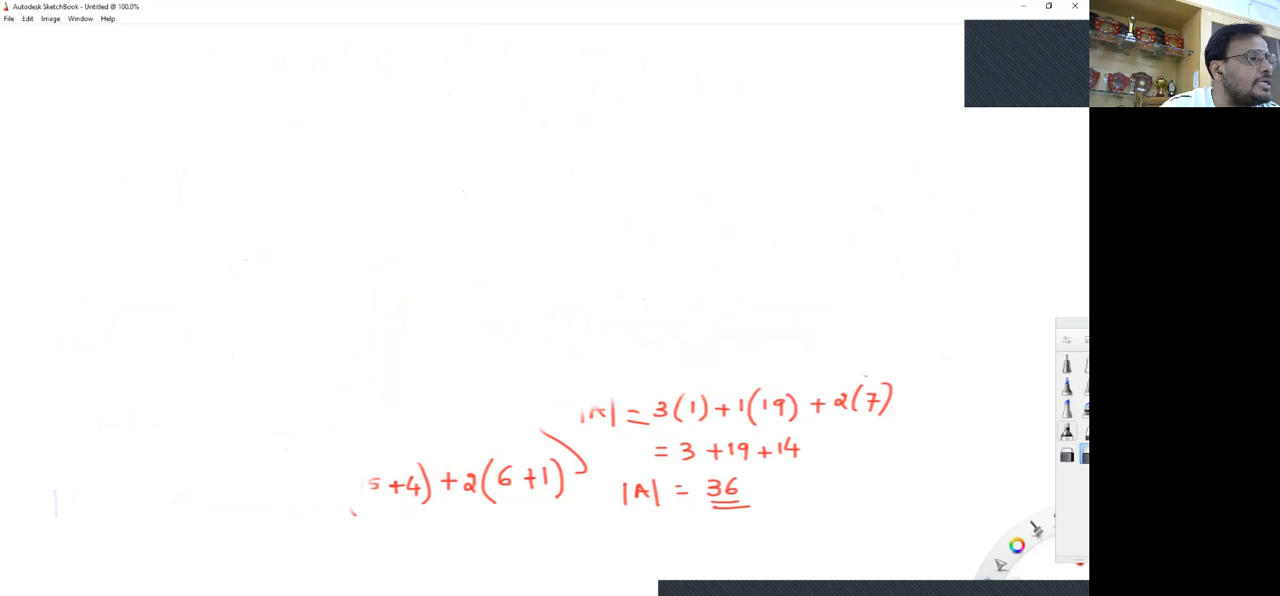 Autodesk SketchBook - Untitled @ 100.0%
File Edit Image Window Help
|A| = 3(1) + 1(19) + 2(7)
= 3 + 19 + 14
5 + 4) + 2(6 + 1)
|A| = 36